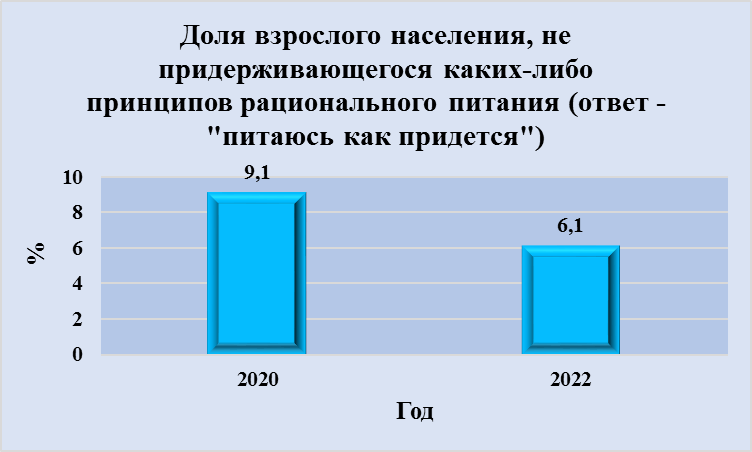 Доля взрослого населения, не
придерживающегося каких-либо
принципов рационального питания (ответ -
"питаюсь как придется")
10
8
6
4
2
0
%
9,1
6,1
2020
2022
Год